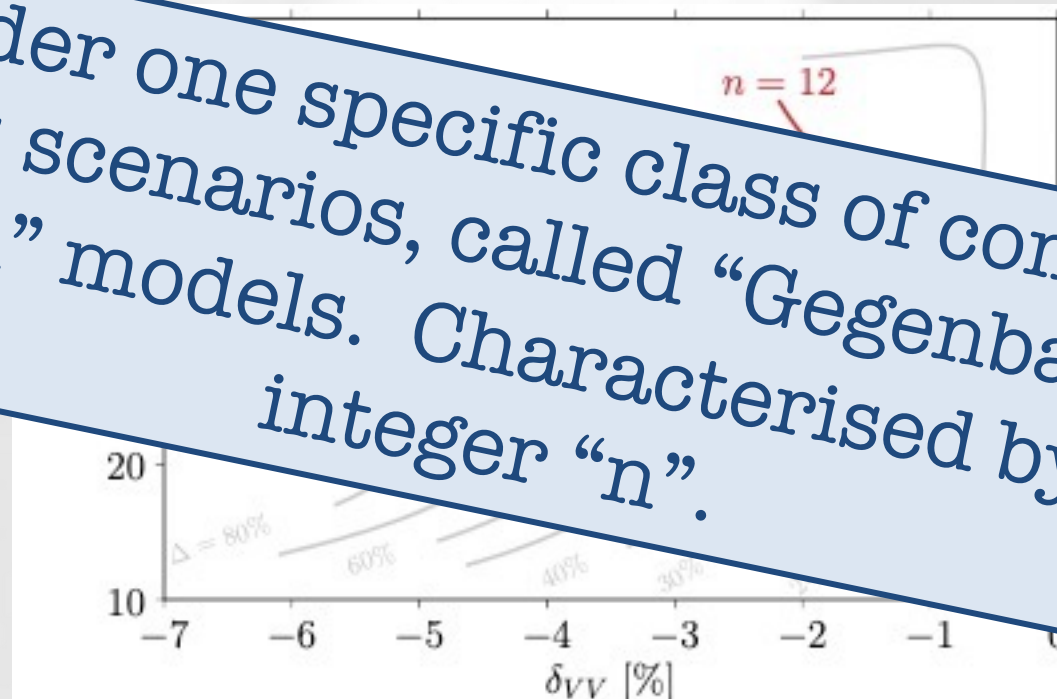 n = 12
der one specific class of con
scenarios, called “Gegenba
” models. Characterised by
integer “n”.
20
Δ = 80%
60%
40%
30%
10
−7 −6 −5 −4 −3 −2 −1
δVV [%]